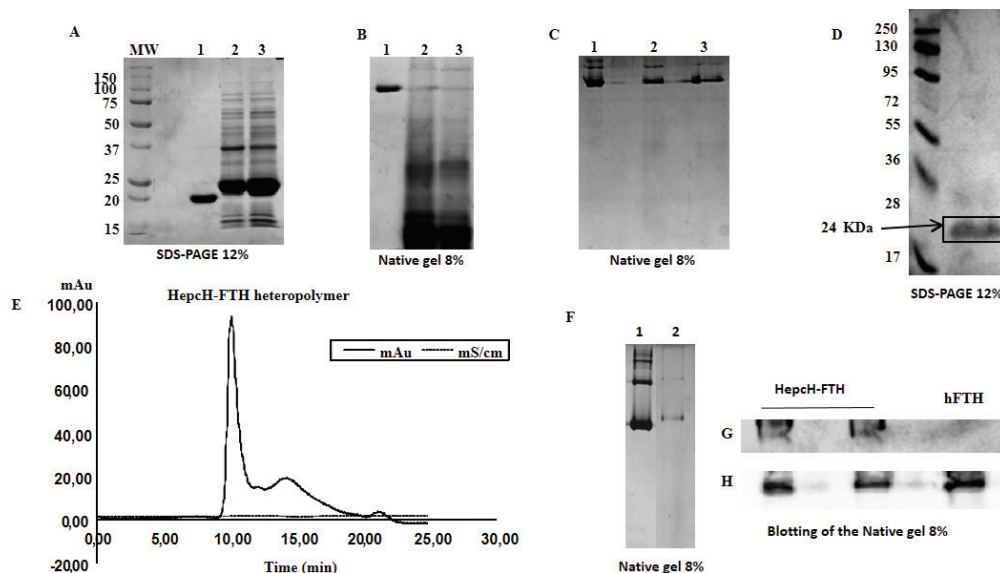 A
MW 1 2 3
150
100
75
50
37
25
20
15
SDS-PAGE 12%
B
1 2 3
Native gel 8%
C
1 2 3
Native gel 8%
D
250
130
95
72
55
36
28
24 KDa
17
SDS-PAGE 12%
E
mAu
HepcH-FTH heteropolymer
100,00
80,00
60,00
40,00
20,00
0,00
-20,00
mAu mS/cm
0,00 5,00 10,00 15,00 20,00 25,00 30,00
Time (min)
F
1 2
Native gel 8%
HepcH-FTH hFTH
G
H
Blotting of the Native gel 8%